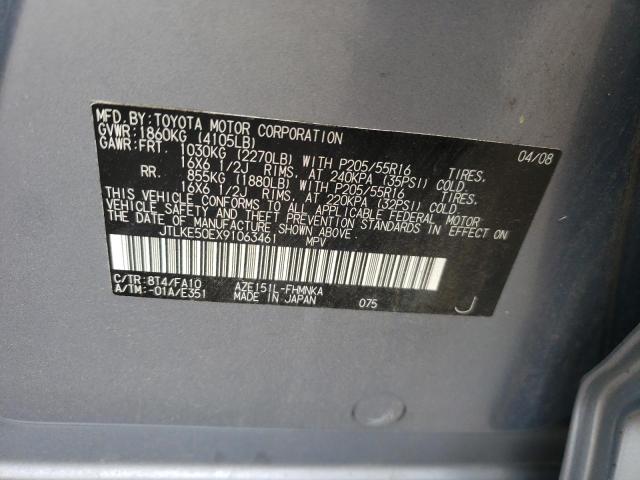 MFD.BY:TOYOTA MOTOR CORPORATION 04/08
GVWR:1860KG (4105LB)
GAWR:FRT. 1030KG (2270LB) WITH P205/55R16 TIRES,
16X6 1/2J RIMS, AT 240KPA (35PSI) COLD.
RR. 855KG (1880LB) WITH P205/55R16 TIRES,
16X6 1/2J RIMS, AT 220KPA (32PSI) COLD.
THIS VEHICLE CONFORMS TO ALL APPLICABLE FEDERAL MOTOR
VEHICLE SAFETY AND THEFT PREVENTION STANDARDS IN EFFECT
ON THE DATE OF MANUFACTURE SHOWN ABOVE.
JTLKE50EX91063461 MPV
C/TR:8T4/FA10 AZE151L-FHMNKA
A/TM:-01A/E351 MADE IN JAPAN 075 J